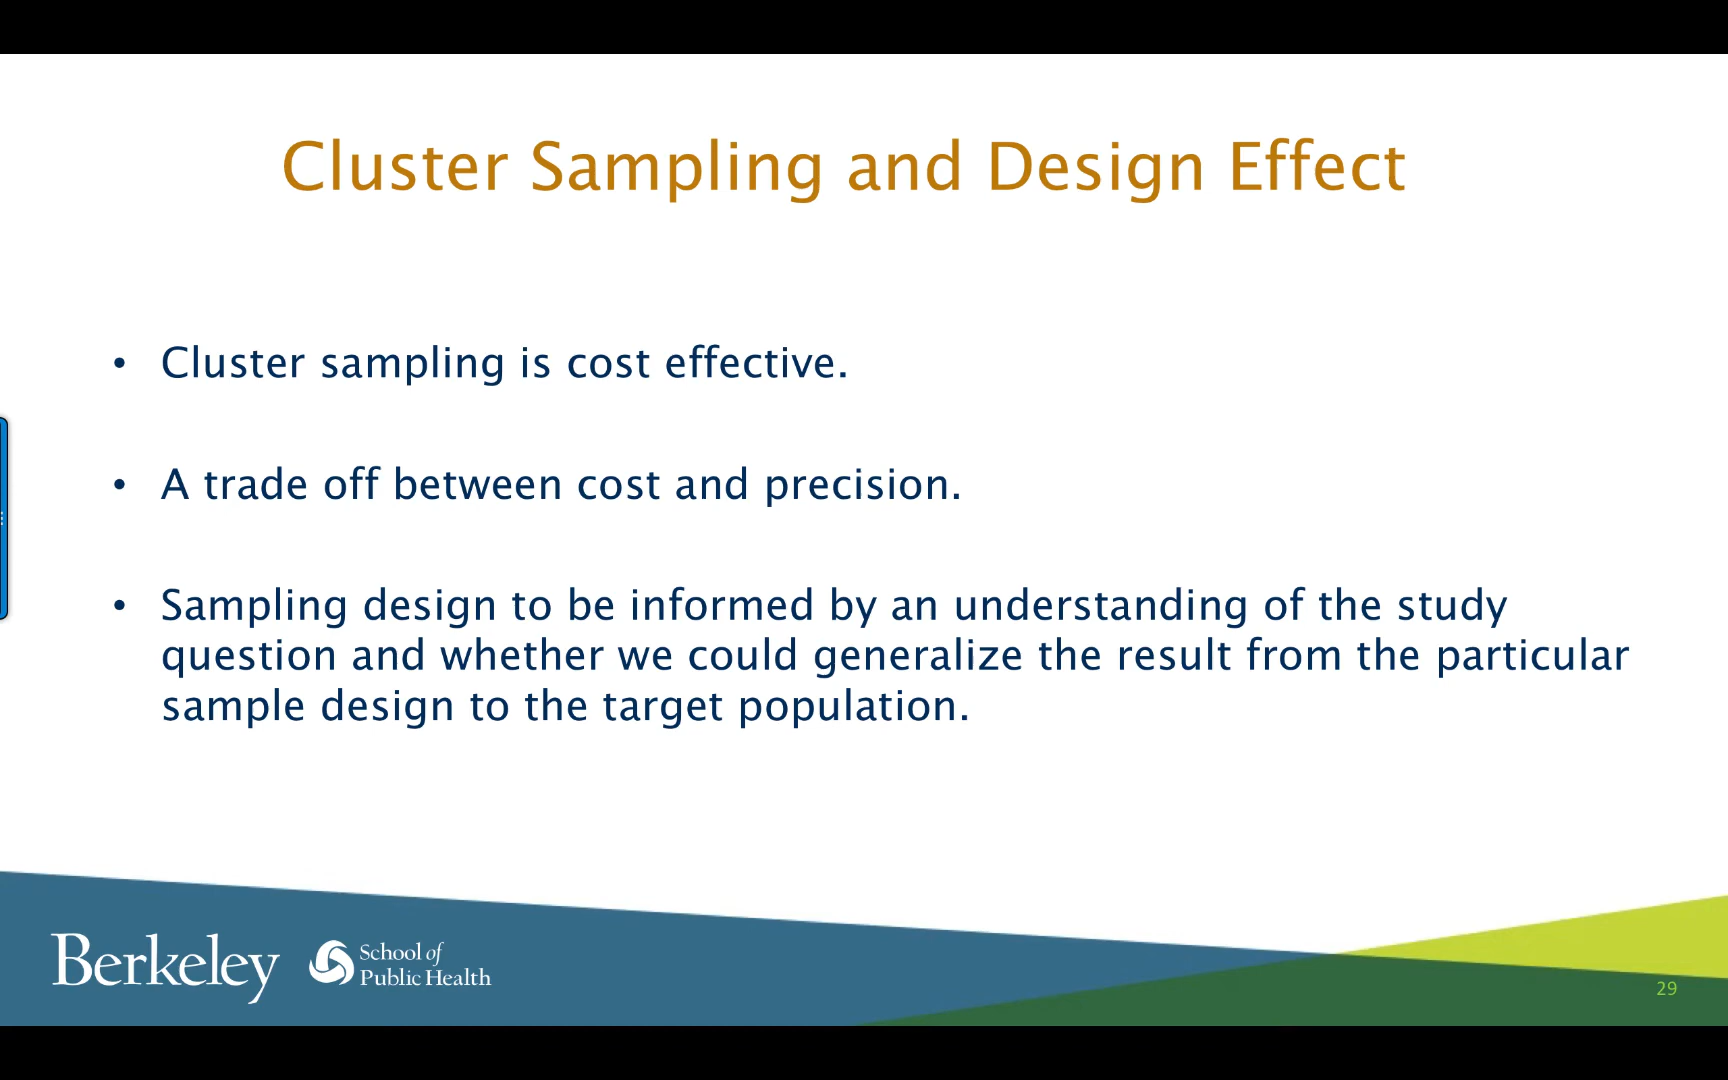 Cluster Sampling and Design Effect
• Cluster sampling is cost effective.
• A trade off between cost and precision.
• Sampling design to be informed by an understanding of the study
question and whether we could generalize the result from the particular
sample design to the target population.
Berkeley
School of
Public Health
29